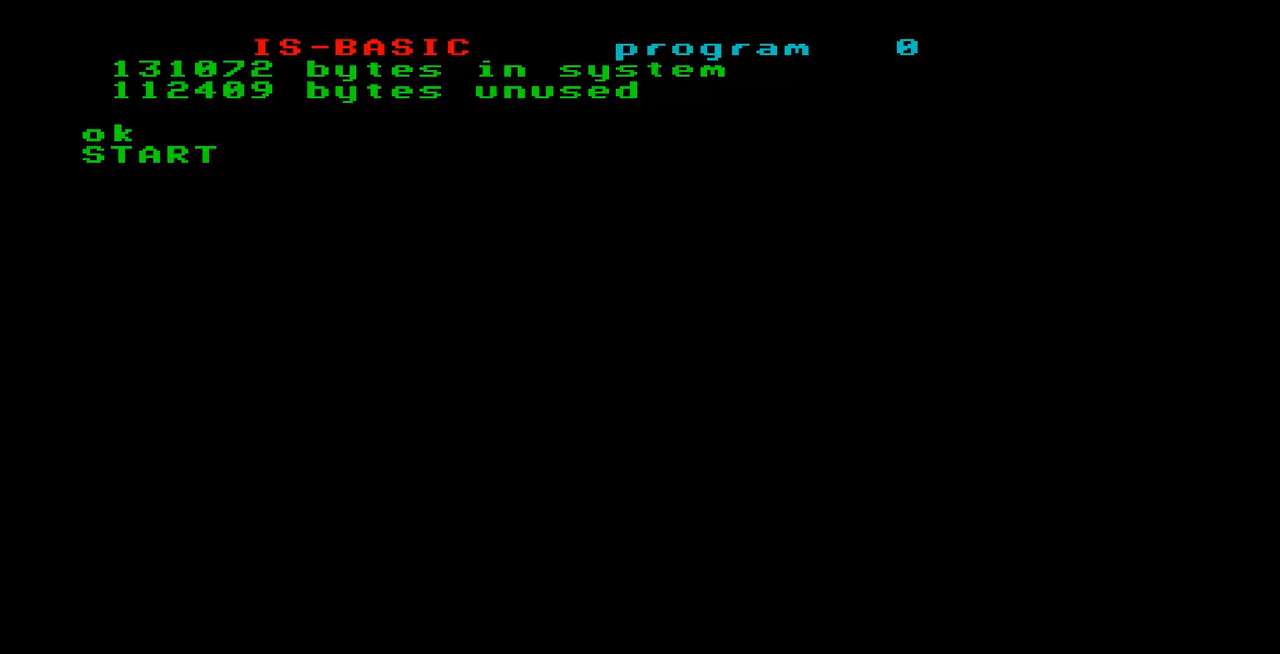 IS-BASIC program 0
131072 bytes in system
112409 bytes unused
ok
START